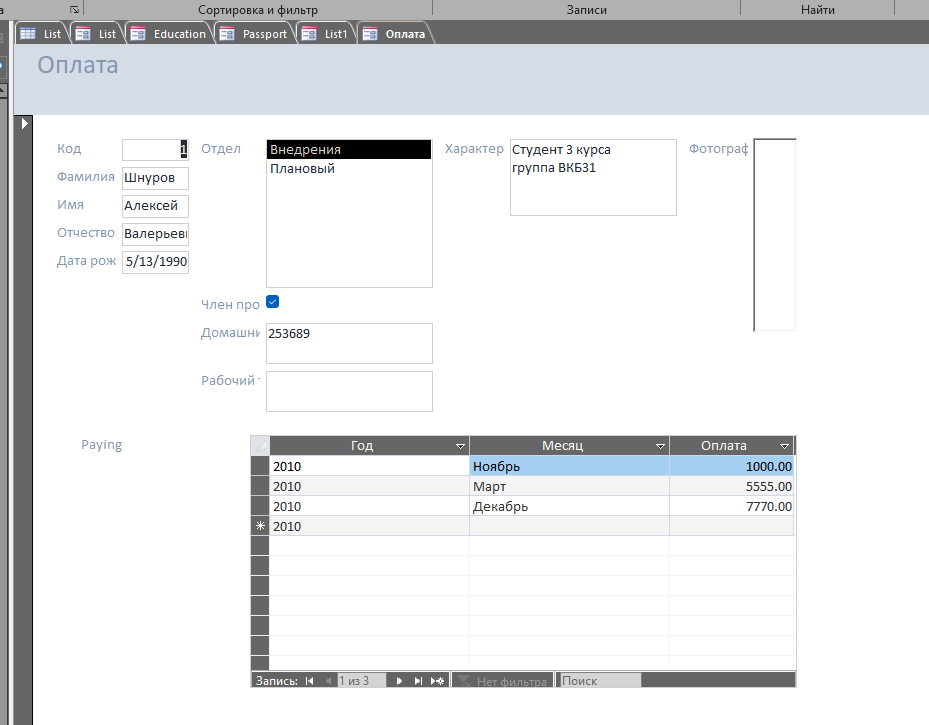 Сортировка и фильтр Записи Найти
List List Education Passport List1 Оплата
Оплата
Код 1 Отдел Внедрения Характер Студент 3 курса Фотограф
Плановый группа ВКБ31
Фамилия Шнуров
Имя Алексей
Отчество Валерьеви
Дата рож 5/13/1990
Член про
Домашни 253689
Рабочий
Paying
Год Месяц Оплата
2010 Ноябрь 1000.00
2010 Март 5555.00
2010 Декабрь 7770.00
2010
Запись: 1 из 3 Нет фильтра Поиск